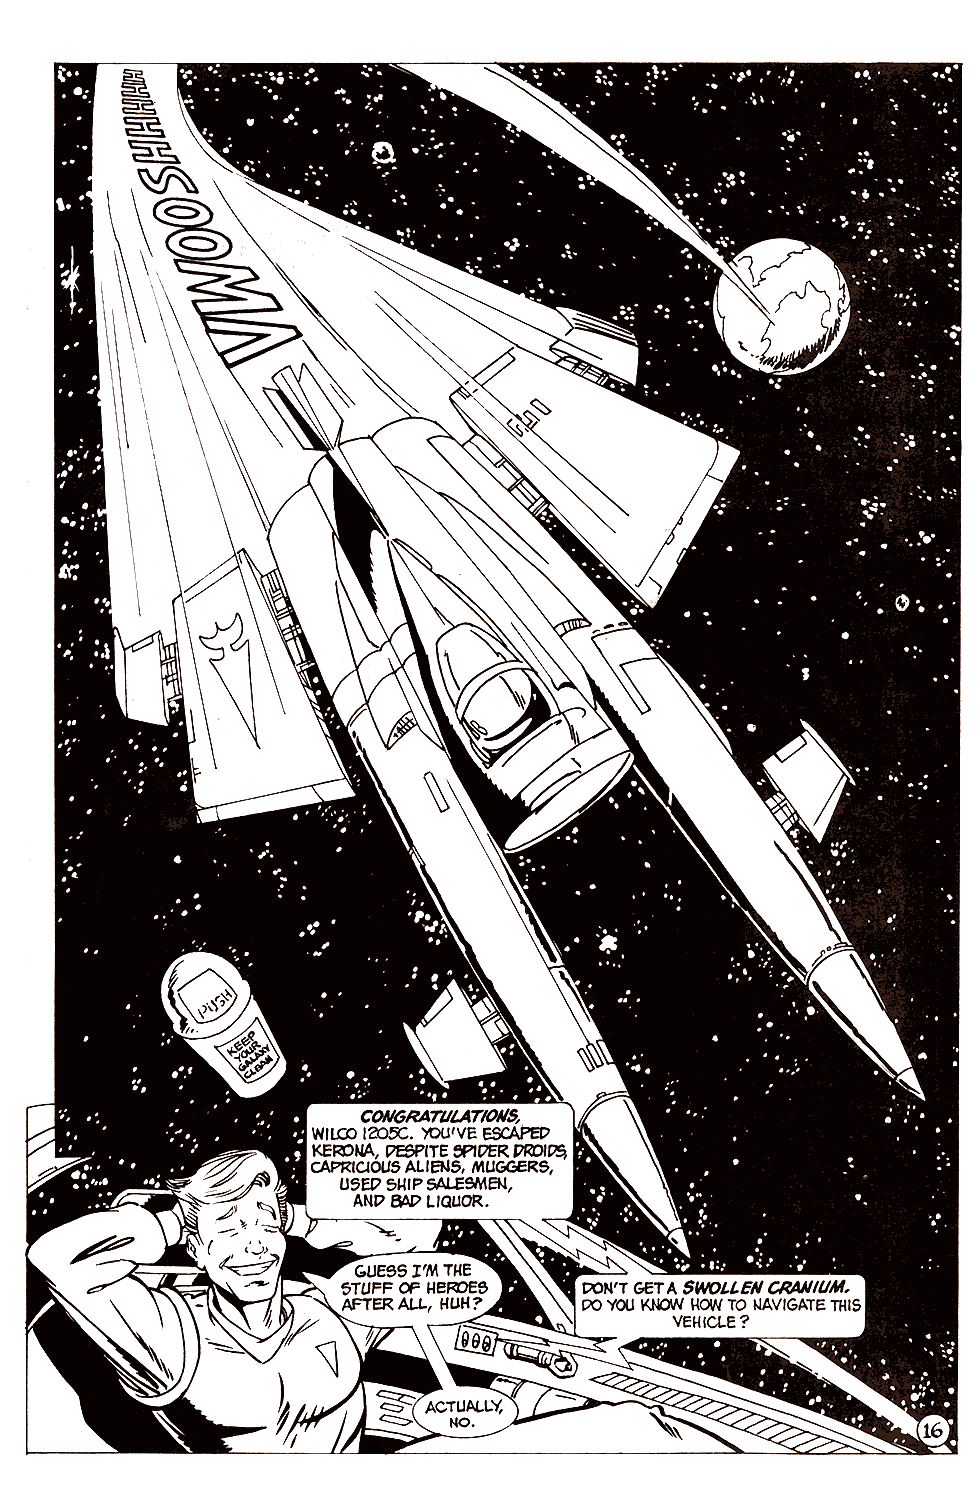 VWOOSHHHHH
PUSH
KEEP
YOUR
GALAXY
CLEAN
CONGRATULATIONS,
WILCO 1205C. YOU'VE ESCAPED
KERONA, DESPITE SPIDER DROIDS,
CAPRICIOUS ALIENS, MUGGERS,
USED SHIP SALESMEN,
AND BAD LIQUOR.
GUESS I'M THE
STUFF OF HEROES
AFTER ALL, HUH?
DON'T GET A SWOLLEN CRANIUM.
DO YOU KNOW HOW TO NAVIGATE THIS
VEHICLE?
ACTUALLY,
NO.
16